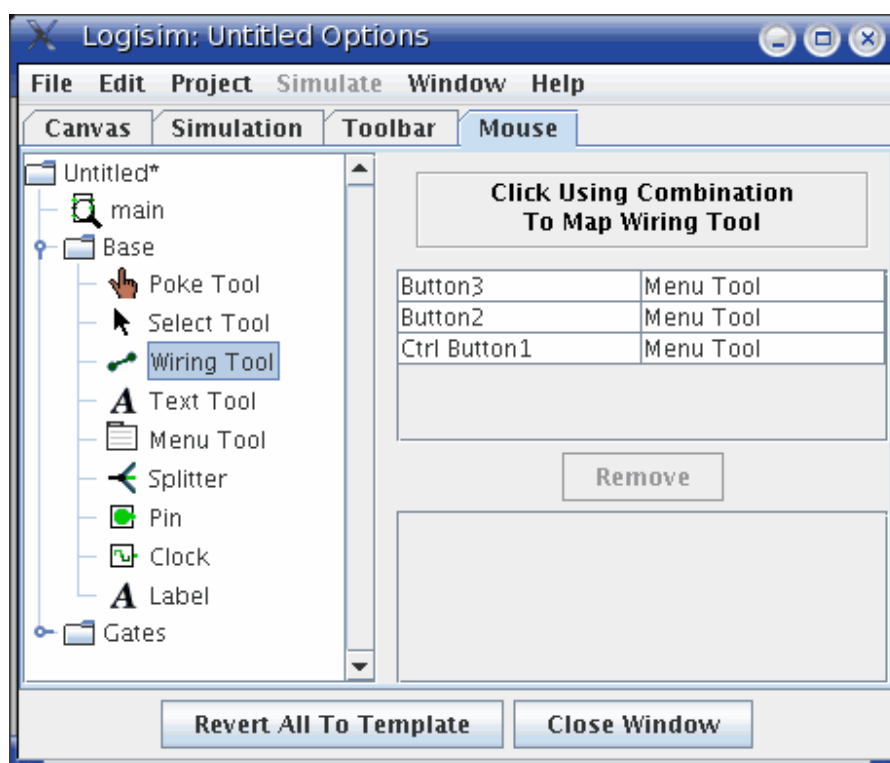 Logisim: Untitled Options
File Edit Project Simulate Window Help
Canvas Simulation Toolbar Mouse
Untitled*
main
Base
Poke Tool
Select Tool
Wiring Tool
Text Tool
Menu Tool
Splitter
Pin
Clock
Label
Gates
Click Using Combination
To Map Wiring Tool
Button3 Menu Tool
Button2 Menu Tool
Ctrl Button1 Menu Tool
Remove
Revert All To Template Close Window